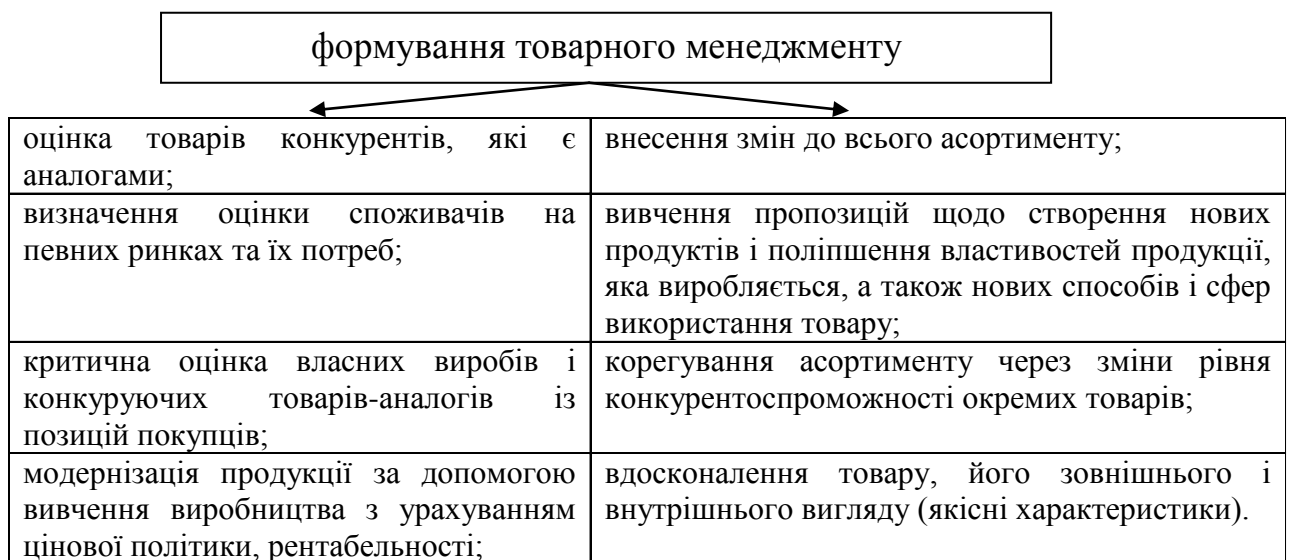 формування товарного менеджменту
оцінка товарів конкурентів, які є
аналогами;
внесення змін до всього асортименту;
визначення оцінки споживачів на
певних ринках та їх потреб;
вивчення пропозицій щодо створення нових
продуктів і поліпшення властивостей продукції,
яка виробляється, а також нових способів і сфер
використання товару;
критична оцінка власних виробів і
конкуруючих товарів-аналогів із
позицій покупців;
корегування асортименту через зміни рівня
конкурентоспроможності окремих товарів;
модернізація продукції за допомогою
вивчення виробництва з урахуванням
цінової політики, рентабельності;
вдосконалення товару, його зовнішнього і
внутрішнього вигляду (якісні характеристики).